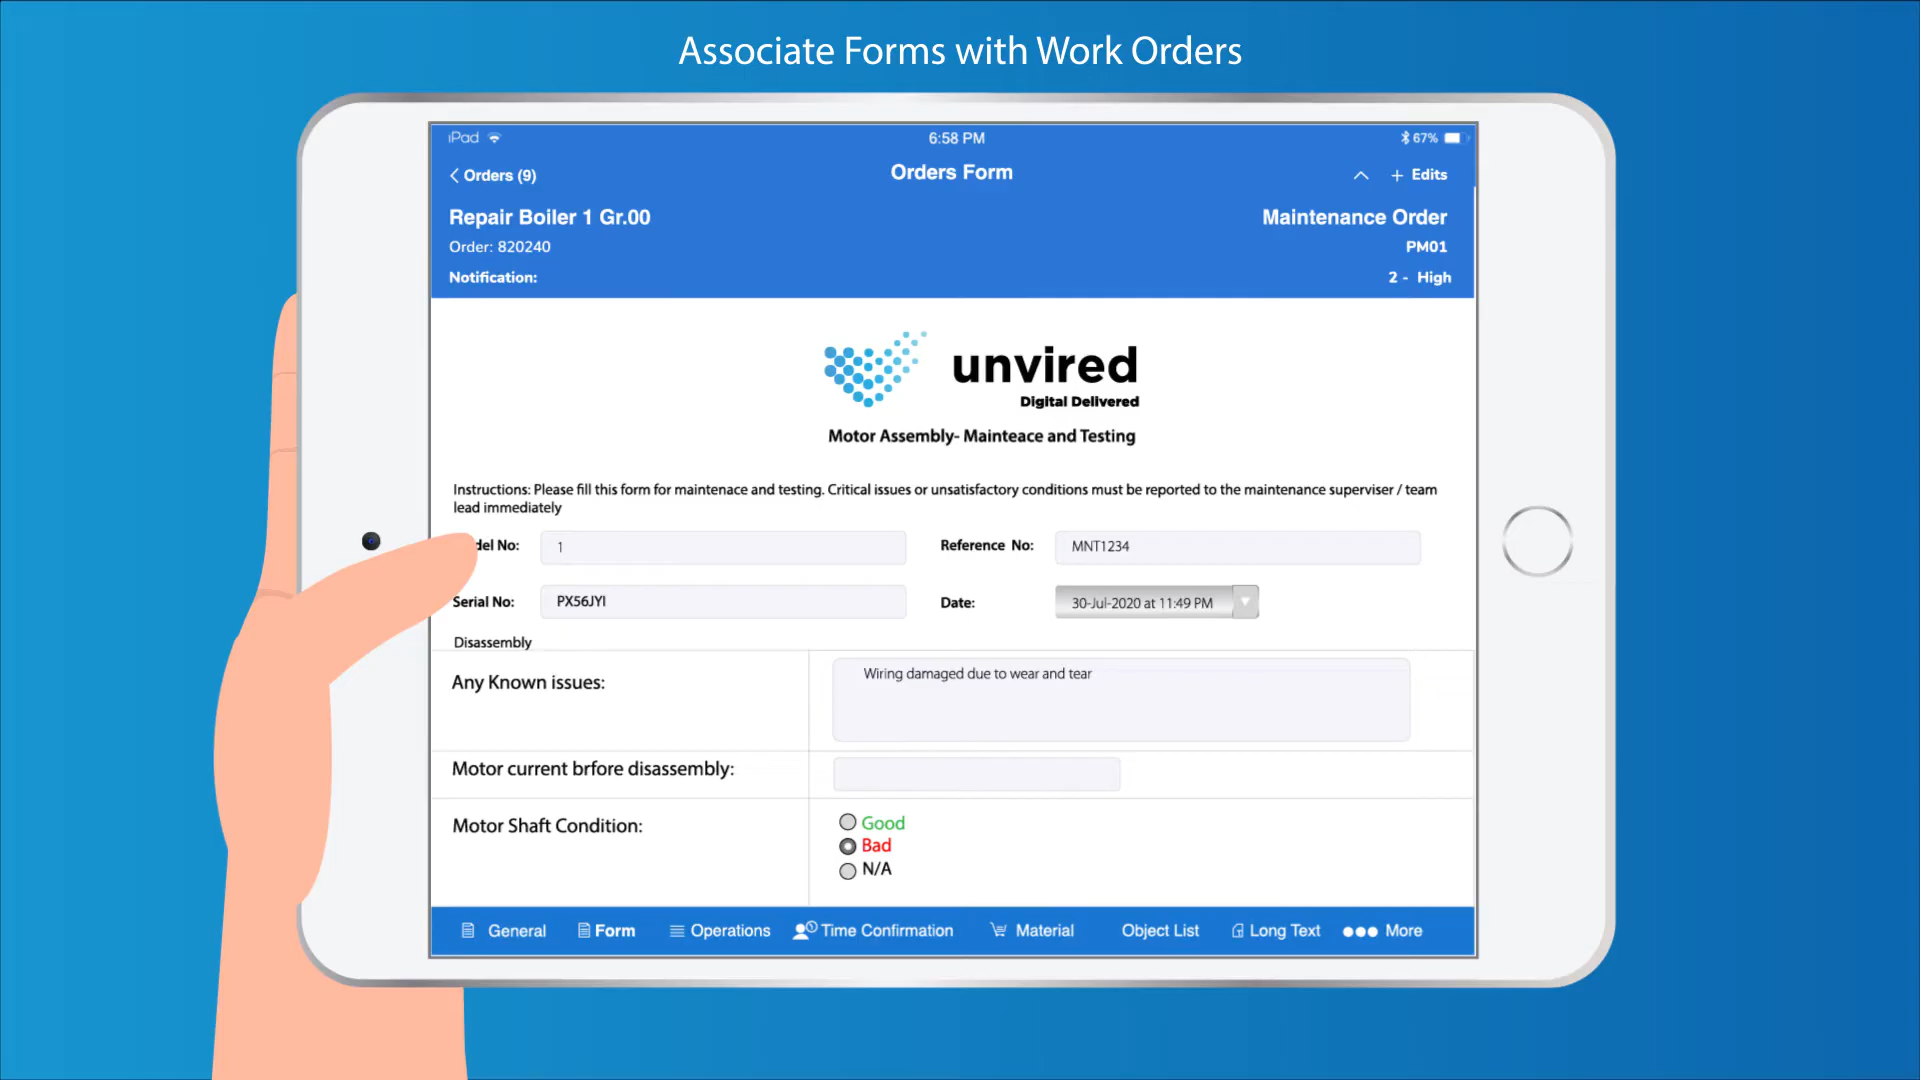 Associate Forms with Work Orders
iPad 6:58 PM 67%
Orders (9) Orders Form + Edits
Repair Boiler 1 Gr.00 Maintenance Order
Order: 820240 PM01
Notification: 2 - High
unvired
Digital Delivered
Motor Assembly- Mainteace and Testing
Instructions: Please fill this form for maintenace and testing. Critical issues or unsatisfactory conditions must be reported to the maintenance superviser / team
lead immediately
del No: 1 Reference No: MNT1234
Serial No: PX56JYI Date: 30-Jul-2020 at 11:49 PM
Disassembly
Any Known issues: Wiring damaged due to wear and tear
Motor current brfore disassembly:
Motor Shaft Condition: Good
Bad
N/A
General Form Operations Time Confirmation Material Object List Long Text More